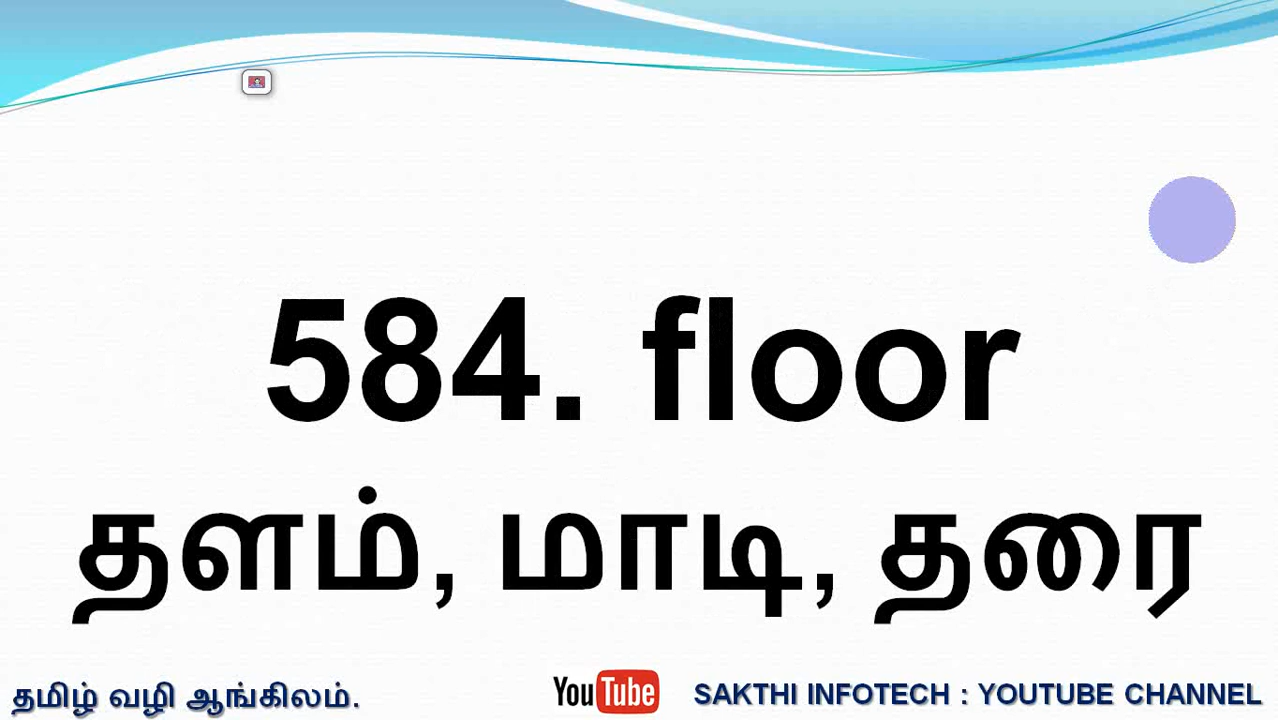 584. floor
தளம், மாடி, தரை
தமிழ் வழி ஆங்கிலம். YouTube SAKTHI INFOTECH : YOUTUBE CHANNEL